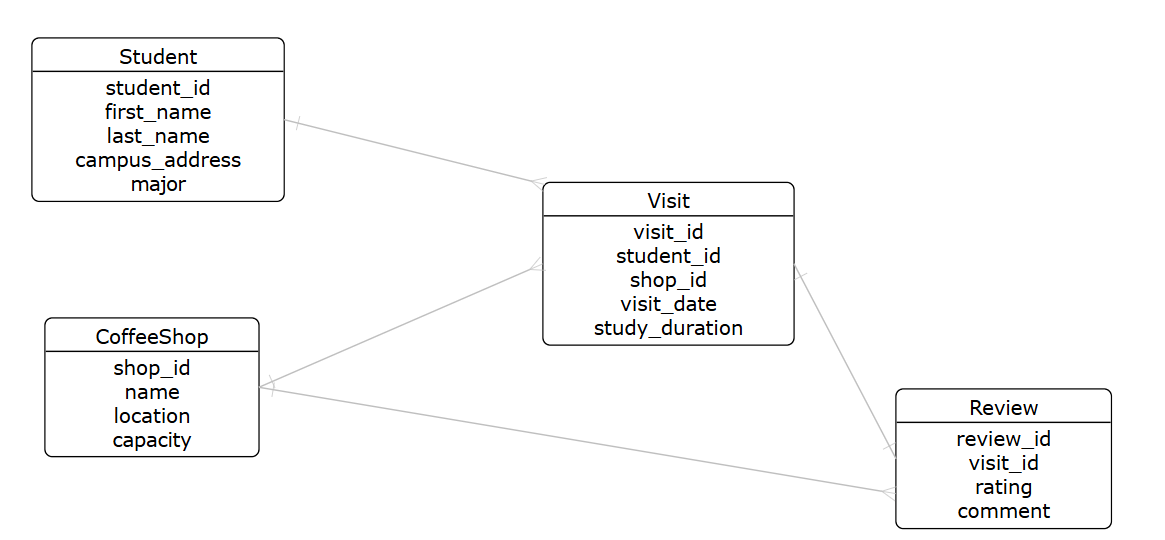 Student
student_id
first_name
last_name
campus_address
major
Visit
visit_id
student_id
shop_id
visit_date
study_duration
CoffeeShop
shop_id
name
location
capacity
Review
review_id
visit_id
rating
comment